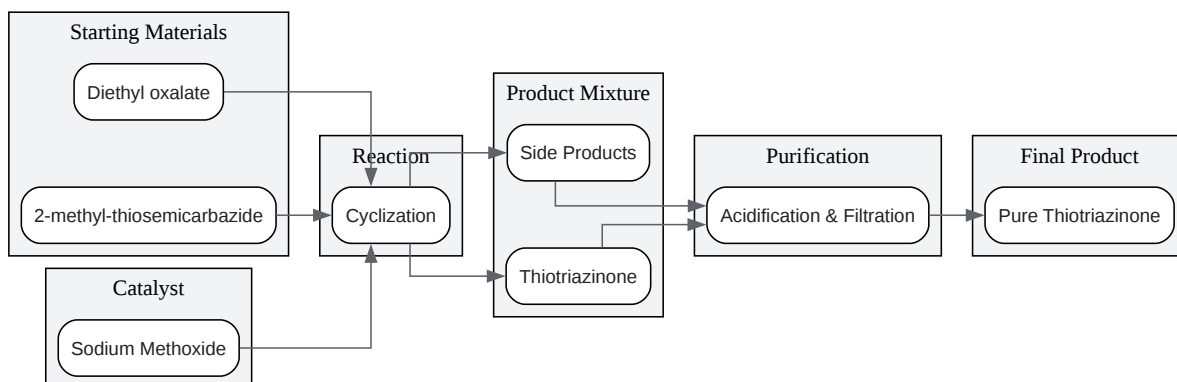 Starting Materials
Diethyl oxalate
2-methyl-thiosemicarbazide
Catalyst
Sodium Methoxide
Reaction
Cyclization
Product Mixture
Side Products
Thiotriazinone
Purification
Acidification & Filtration
Final Product
Pure Thiotriazinone